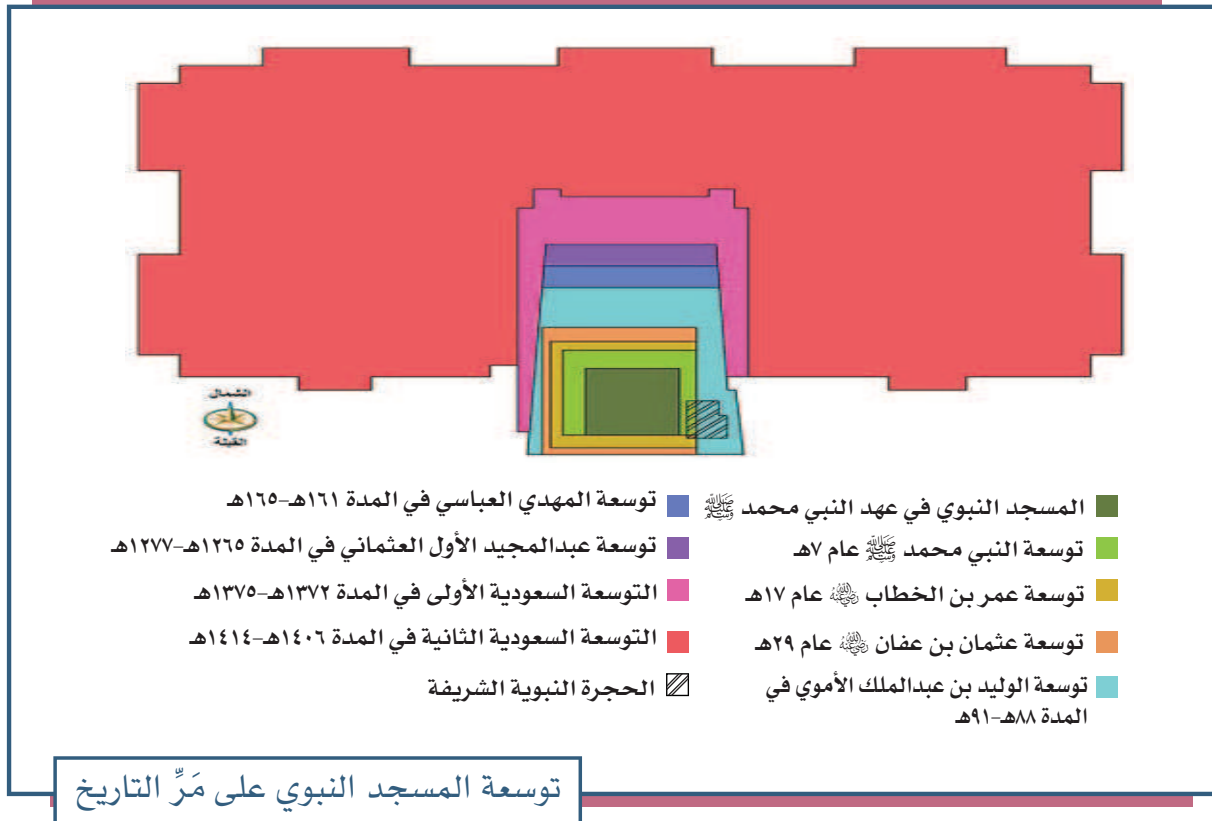 الشمال
القبلة
المسجد النبوي في عهد النبي محمد ﷺ
توسعة النبي محمد ﷺ عام ٧هـ
توسعة عمر بن الخطاب رضي الله عنه عام ١٧هـ
توسعة عثمان بن عفان رضي الله عنه عام ٢٩هـ
توسعة الوليد بن عبدالملك الأموي في
المدة ٨٨هـ-٩١هـ
توسعة المهدي العباسي في المدة ١٦١هـ-١٦٥هـ
توسعة عبدالمجيد الأول العثماني في المدة ١٢٦٥هـ-١٢٧٧هـ
التوسعة السعودية الأولى في المدة ١٣٧٢هـ-١٣٧٥هـ
التوسعة السعودية الثانية في المدة ١٤٠٦هـ-١٤١٤هـ
الحجرة النبوية الشريفة
توسعة المسجد النبوي على مَرِّ التاريخ